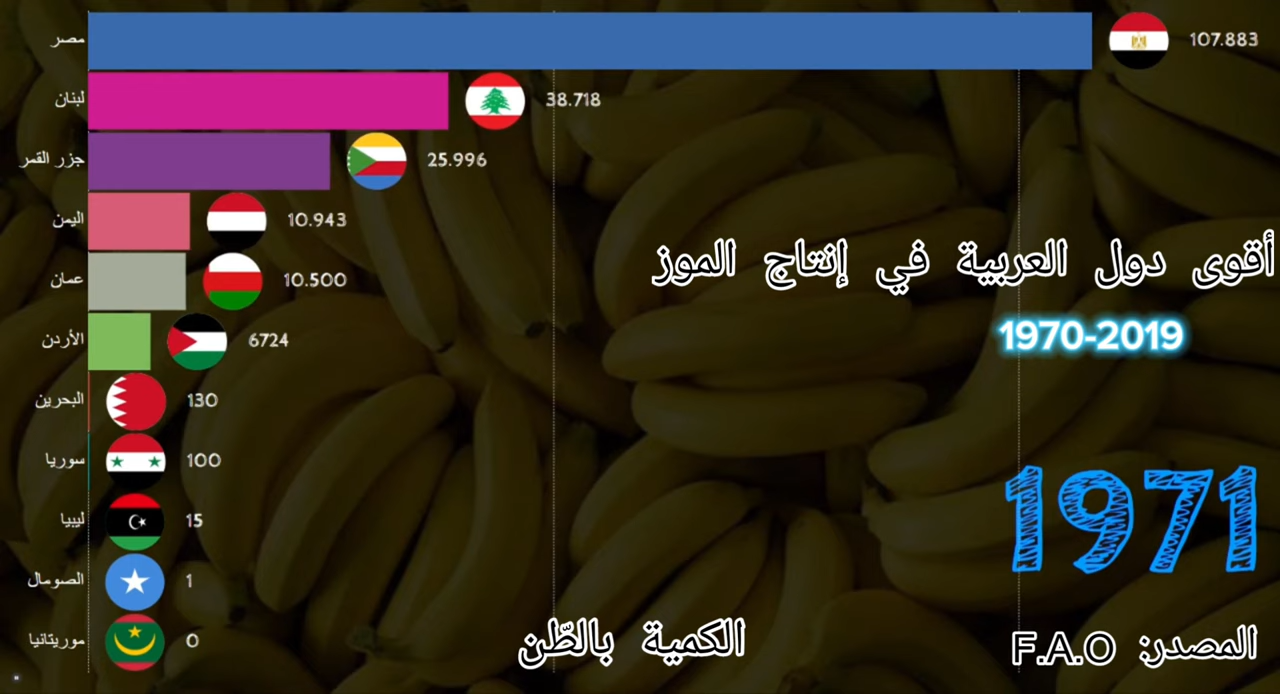 مصر 107.883
لبنان 38.718
جزر القمر 25.996
اليمن 10.943
عمان 10.500
الأردن 6724
البحرين 130
سوريا 100
ليبيا 15
الصومال 1
موريتانيا 0
أقوى دول العربية في إنتاج الموز
1970-2019
1971
الكمية بالطّن
المصدر: F.A.O